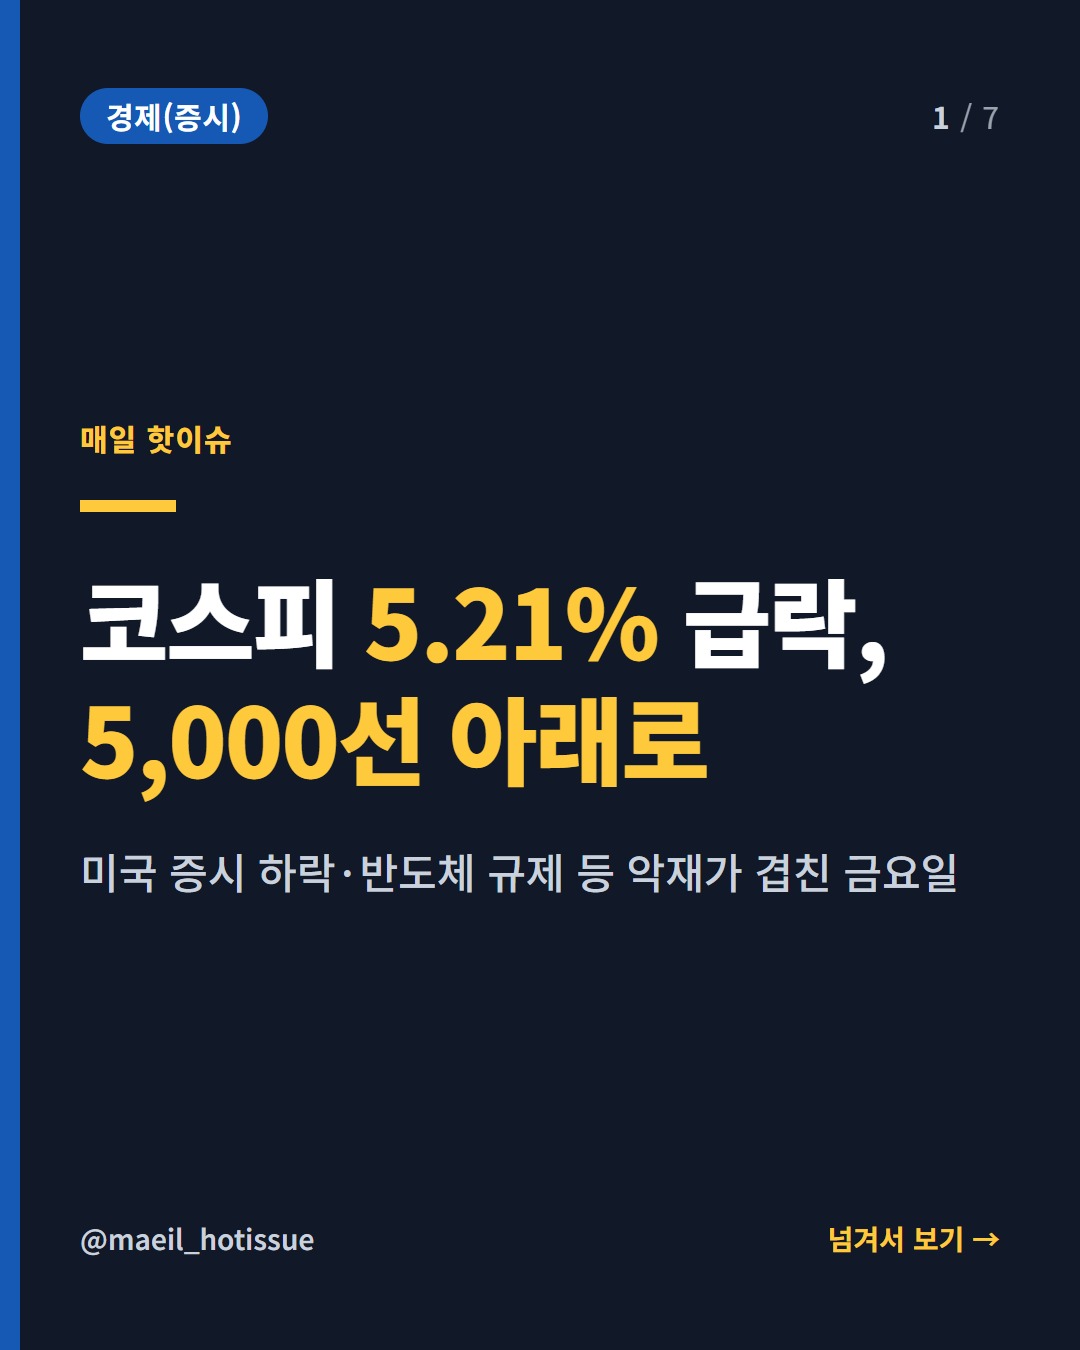 경제(증시)
1 / 7
매일 핫이슈
코스피 5.21% 급락,
5,000선 아래로
미국 증시 하락·반도체 규제 등 악재가 겹친 금요일
@maeil_hotissue
넘겨서 보기 →